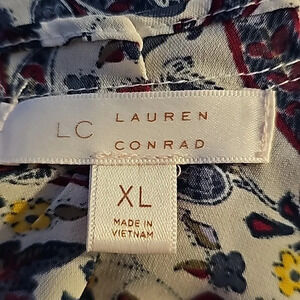 LC LAUREN
CONRAD
XL
MADE IN
VIETNAM